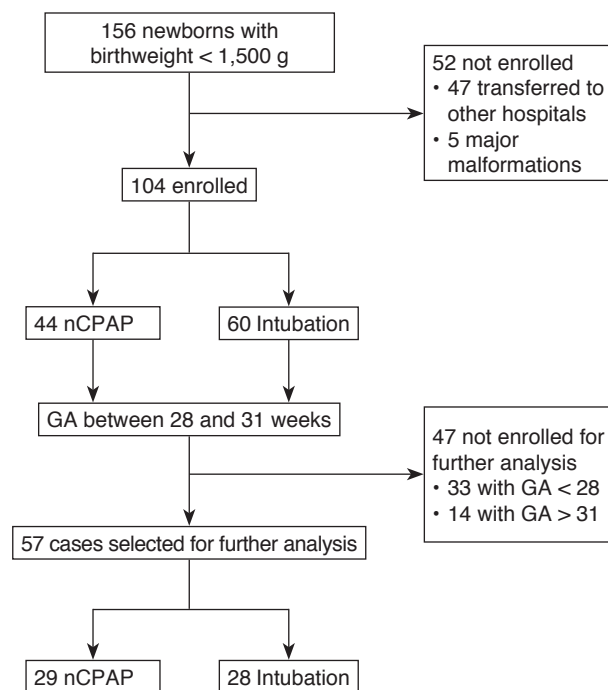 156 newborns with
birthweight < 1,500 g
52 not enrolled
• 47 transferred to
other hospitals
• 5 major
malformations
104 enrolled
44 nCPAP
60 Intubation
GA between 28 and 31 weeks
47 not enrolled for
further analysis
• 33 with GA < 28
• 14 with GA > 31
57 cases selected for further analysis
29 nCPAP
28 Intubation